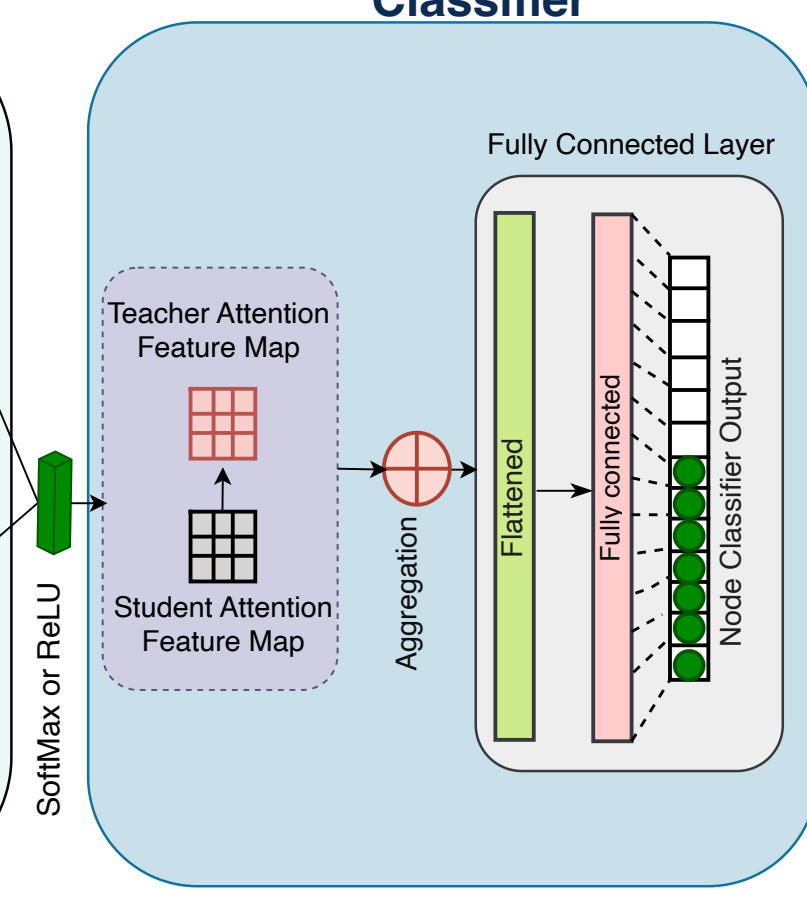 Classifier
Fully Connected Layer
Teacher Attention
Feature Map
Student Attention
Feature Map
SoftMax or ReLU
Aggregation
Flattened
Fully connected
Node Classifier Output